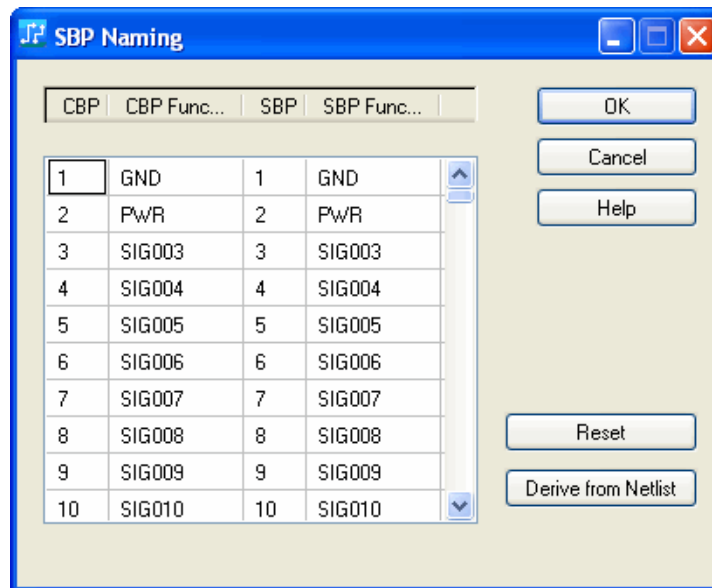 SBP Naming
CBP CBP Func... SBP SBP Func...
1 GND 1 GND
2 PWR 2 PWR
3 SIG003 3 SIG003
4 SIG004 4 SIG004
5 SIG005 5 SIG005
6 SIG006 6 SIG006
7 SIG007 7 SIG007
8 SIG008 8 SIG008
9 SIG009 9 SIG009
10 SIG010 10 SIG010
OK
Cancel
Help
Reset
Derive from Netlist